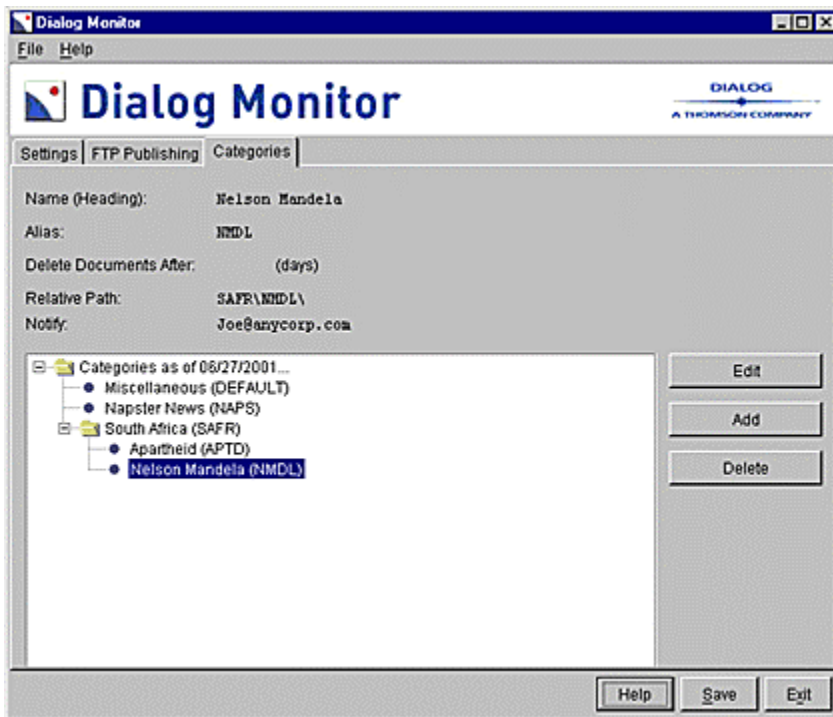 Dialog Monitor
File Help
Dialog Monitor
DIALOG
A THOMSON COMPANY
Settings FTP Publishing Categories
Name (Heading): Nelson Mandela
Alias: NMDL
Delete Documents After: (days)
Relative Path: SAFR\NMDL\
Notify: Joe@anycorp.com
Categories as of 06/27/2001...
Miscellaneous (DEFAULT)
Napster News (NAPS)
South Africa (SAFR)
Apartheid (APTD)
Nelson Mandela (NMDL)
Edit
Add
Delete
Help Save Exit